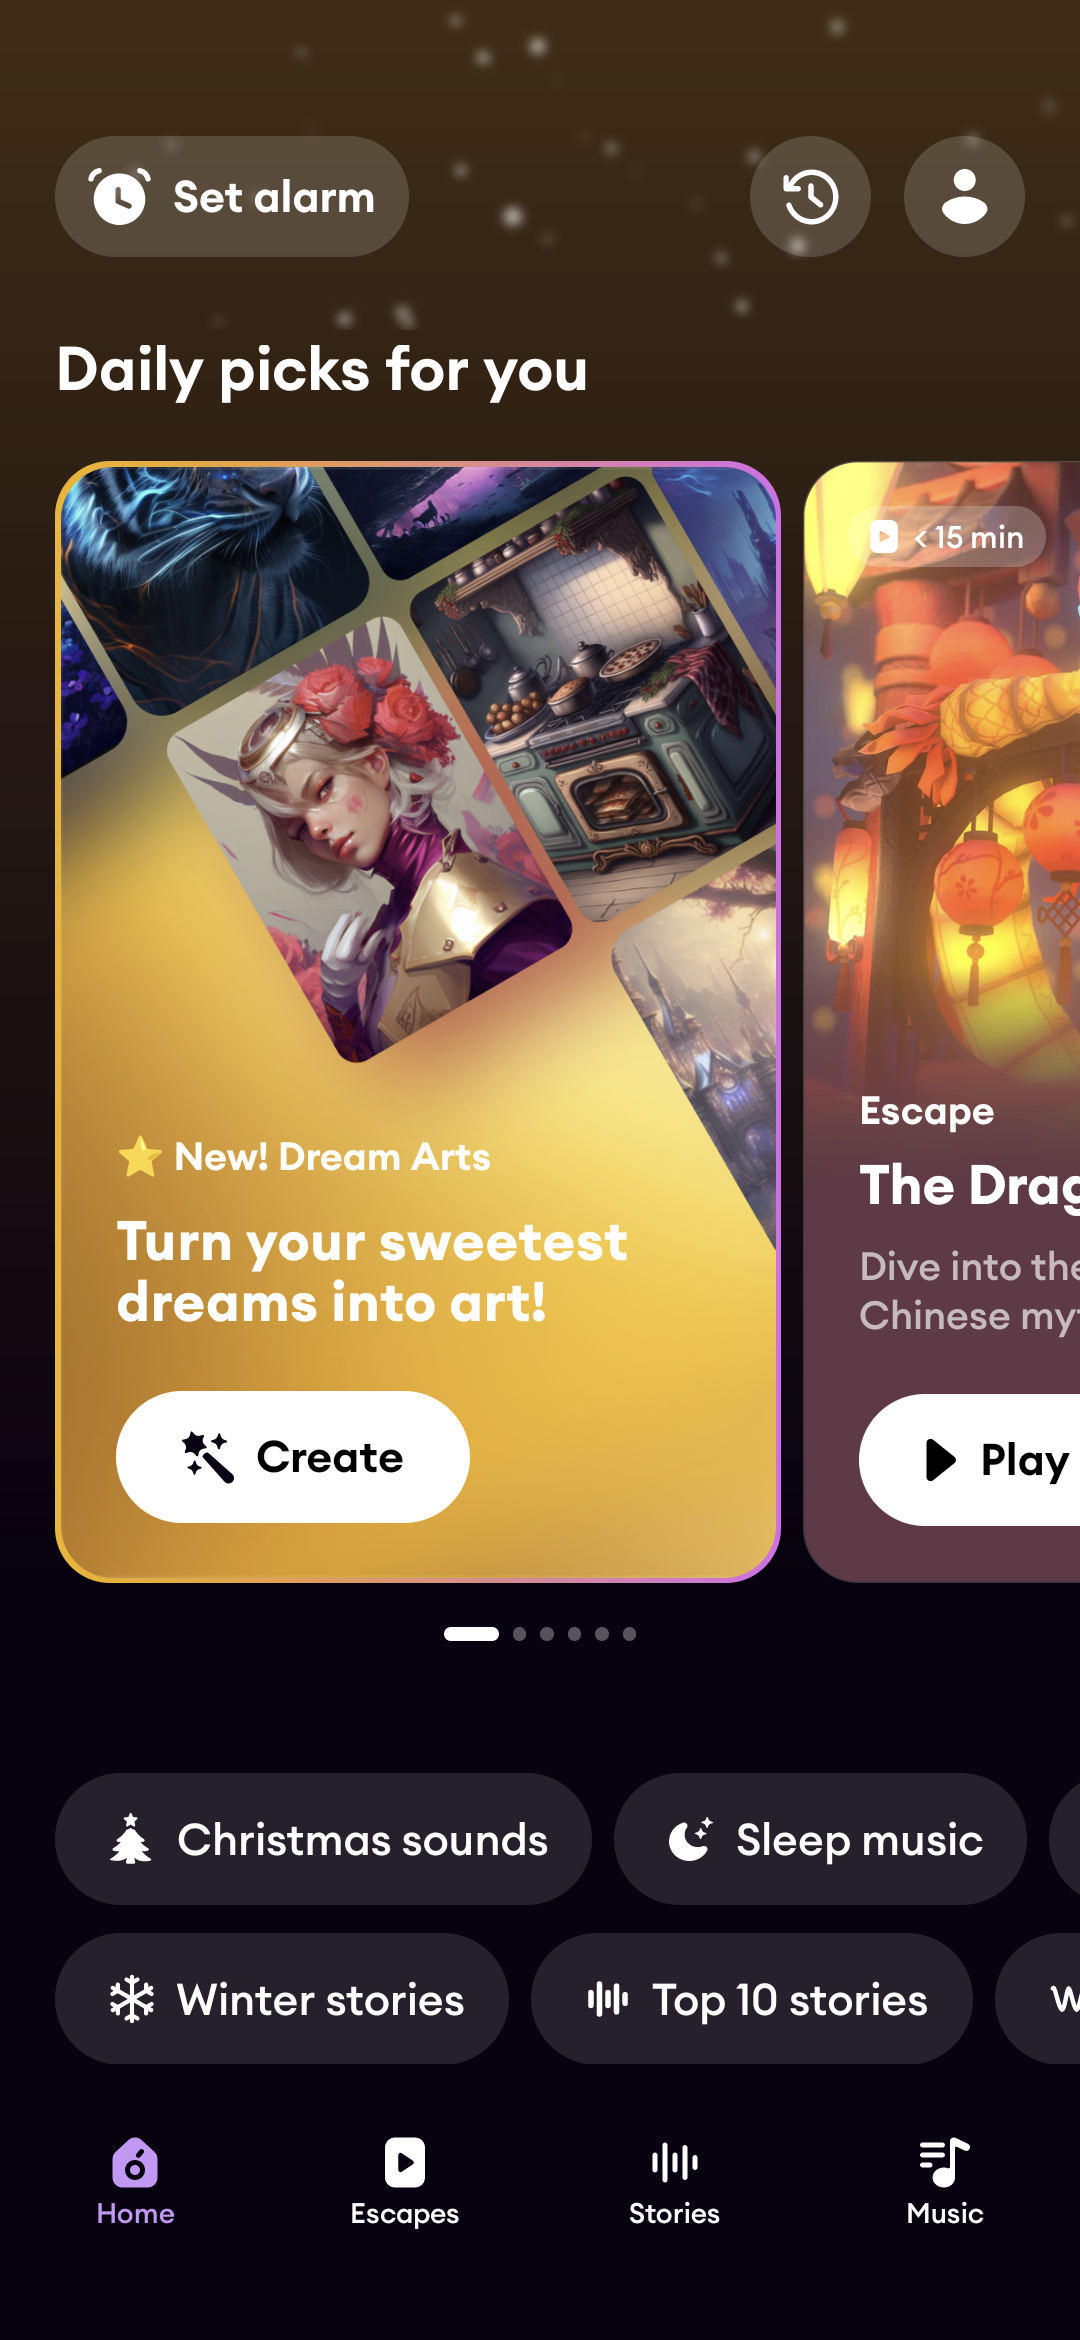 Set alarm
Daily picks for you
< 15 min
New! Dream Arts
Turn your sweetest
dreams into art!
Create
Escape
The Drag
Dive into the
Chinese my
Play
Christmas sounds
Sleep music
Winter stories
Top 10 stories
Home
Escapes
Stories
Music